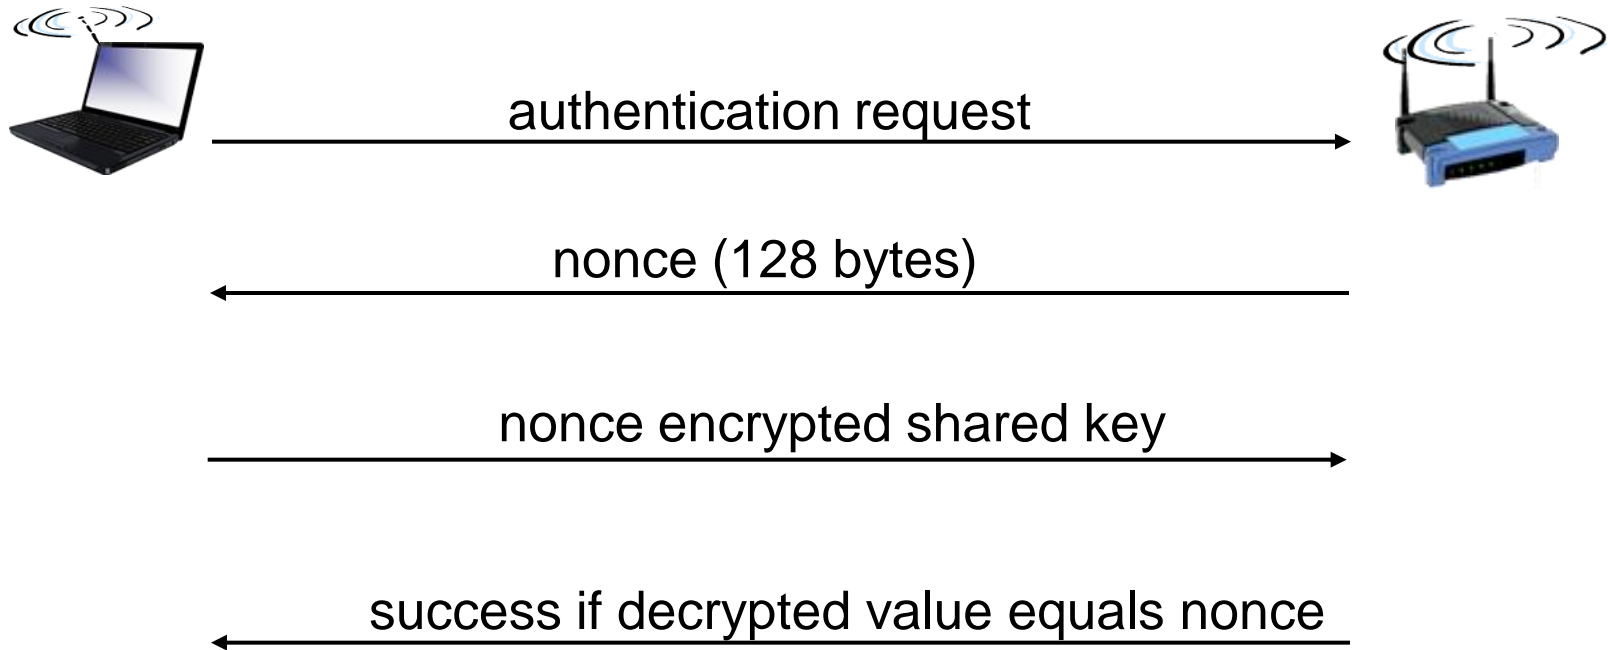 authentication request
nonce (128 bytes)
nonce encrypted shared key
success if decrypted value equals nonce